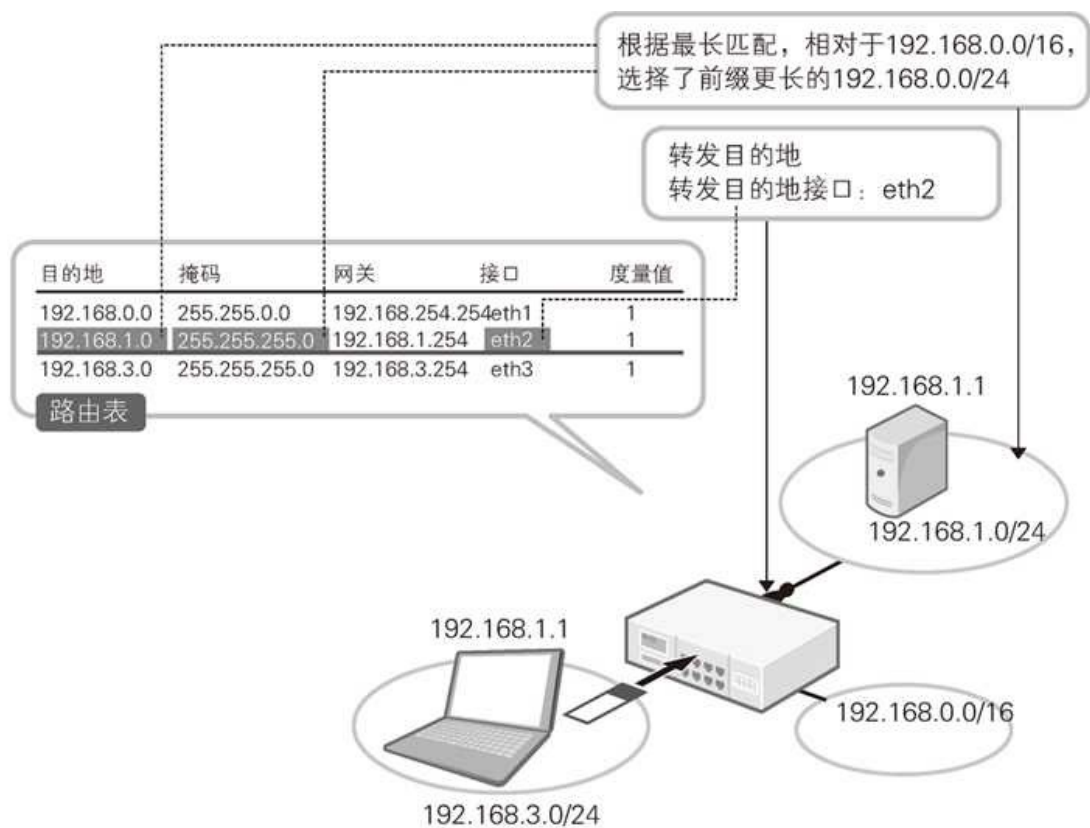 根据最长匹配，相对于192.168.0.0/16，
选择了前缀更长的192.168.0.0/24
转发目的地
转发目的地接口：eth2
目的地 掩码 网关 接口 度量值
192.168.0.0 255.255.0.0 192.168.254.254eth1 1
192.168.1.0 255.255.255.0 192.168.1.254 eth2 1
192.168.3.0 255.255.255.0 192.168.3.254 eth3 1
路由表
192.168.1.1
192.168.1.0/24
192.168.1.1
192.168.0.0/16
192.168.3.0/24